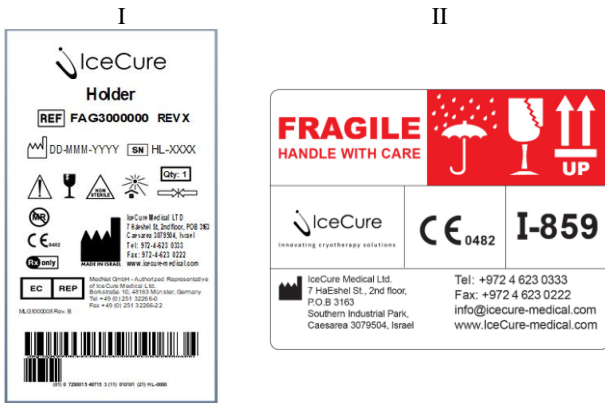 I
IceCure
Holder
REF FAG3000000 REV X
DD-MMM-YYYY SN HL-XXXX
NON STERILE
Qty: 1
MR
CE 0482
Rx only
MADE IN ISRAEL
IceCure Medical LTD
7 HaEshel St, 2nd floor, POB 3163
Caesarea 3079504, Israel
Tel: 972-4-623 0333
Fax: 972-4-623 0222
www.icecure-medical.com
EC REP
MedNet GmbH - Authorized Representative
of IceCure Medical Ltd.
Borkstraße 10, 48163 Münster, Germany
Tel +49 (0) 251 32266-0
Fax +49 (0) 251 32266-22
MLG1000008 Rev. B
II
FRAGILE
HANDLE WITH CARE
UP
IceCure
Innovating cryotherapy solutions
CE 0482
I-859
IceCure Medical Ltd.
7 HaEshel St., 2nd floor,
P.O.B 3163
Southern Industrial Park,
Caesarea 3079504, Israel
Tel: +972 4 623 0333
Fax: +972 4 623 0222
info@icecure-medical.com
www.IceCure-medical.com